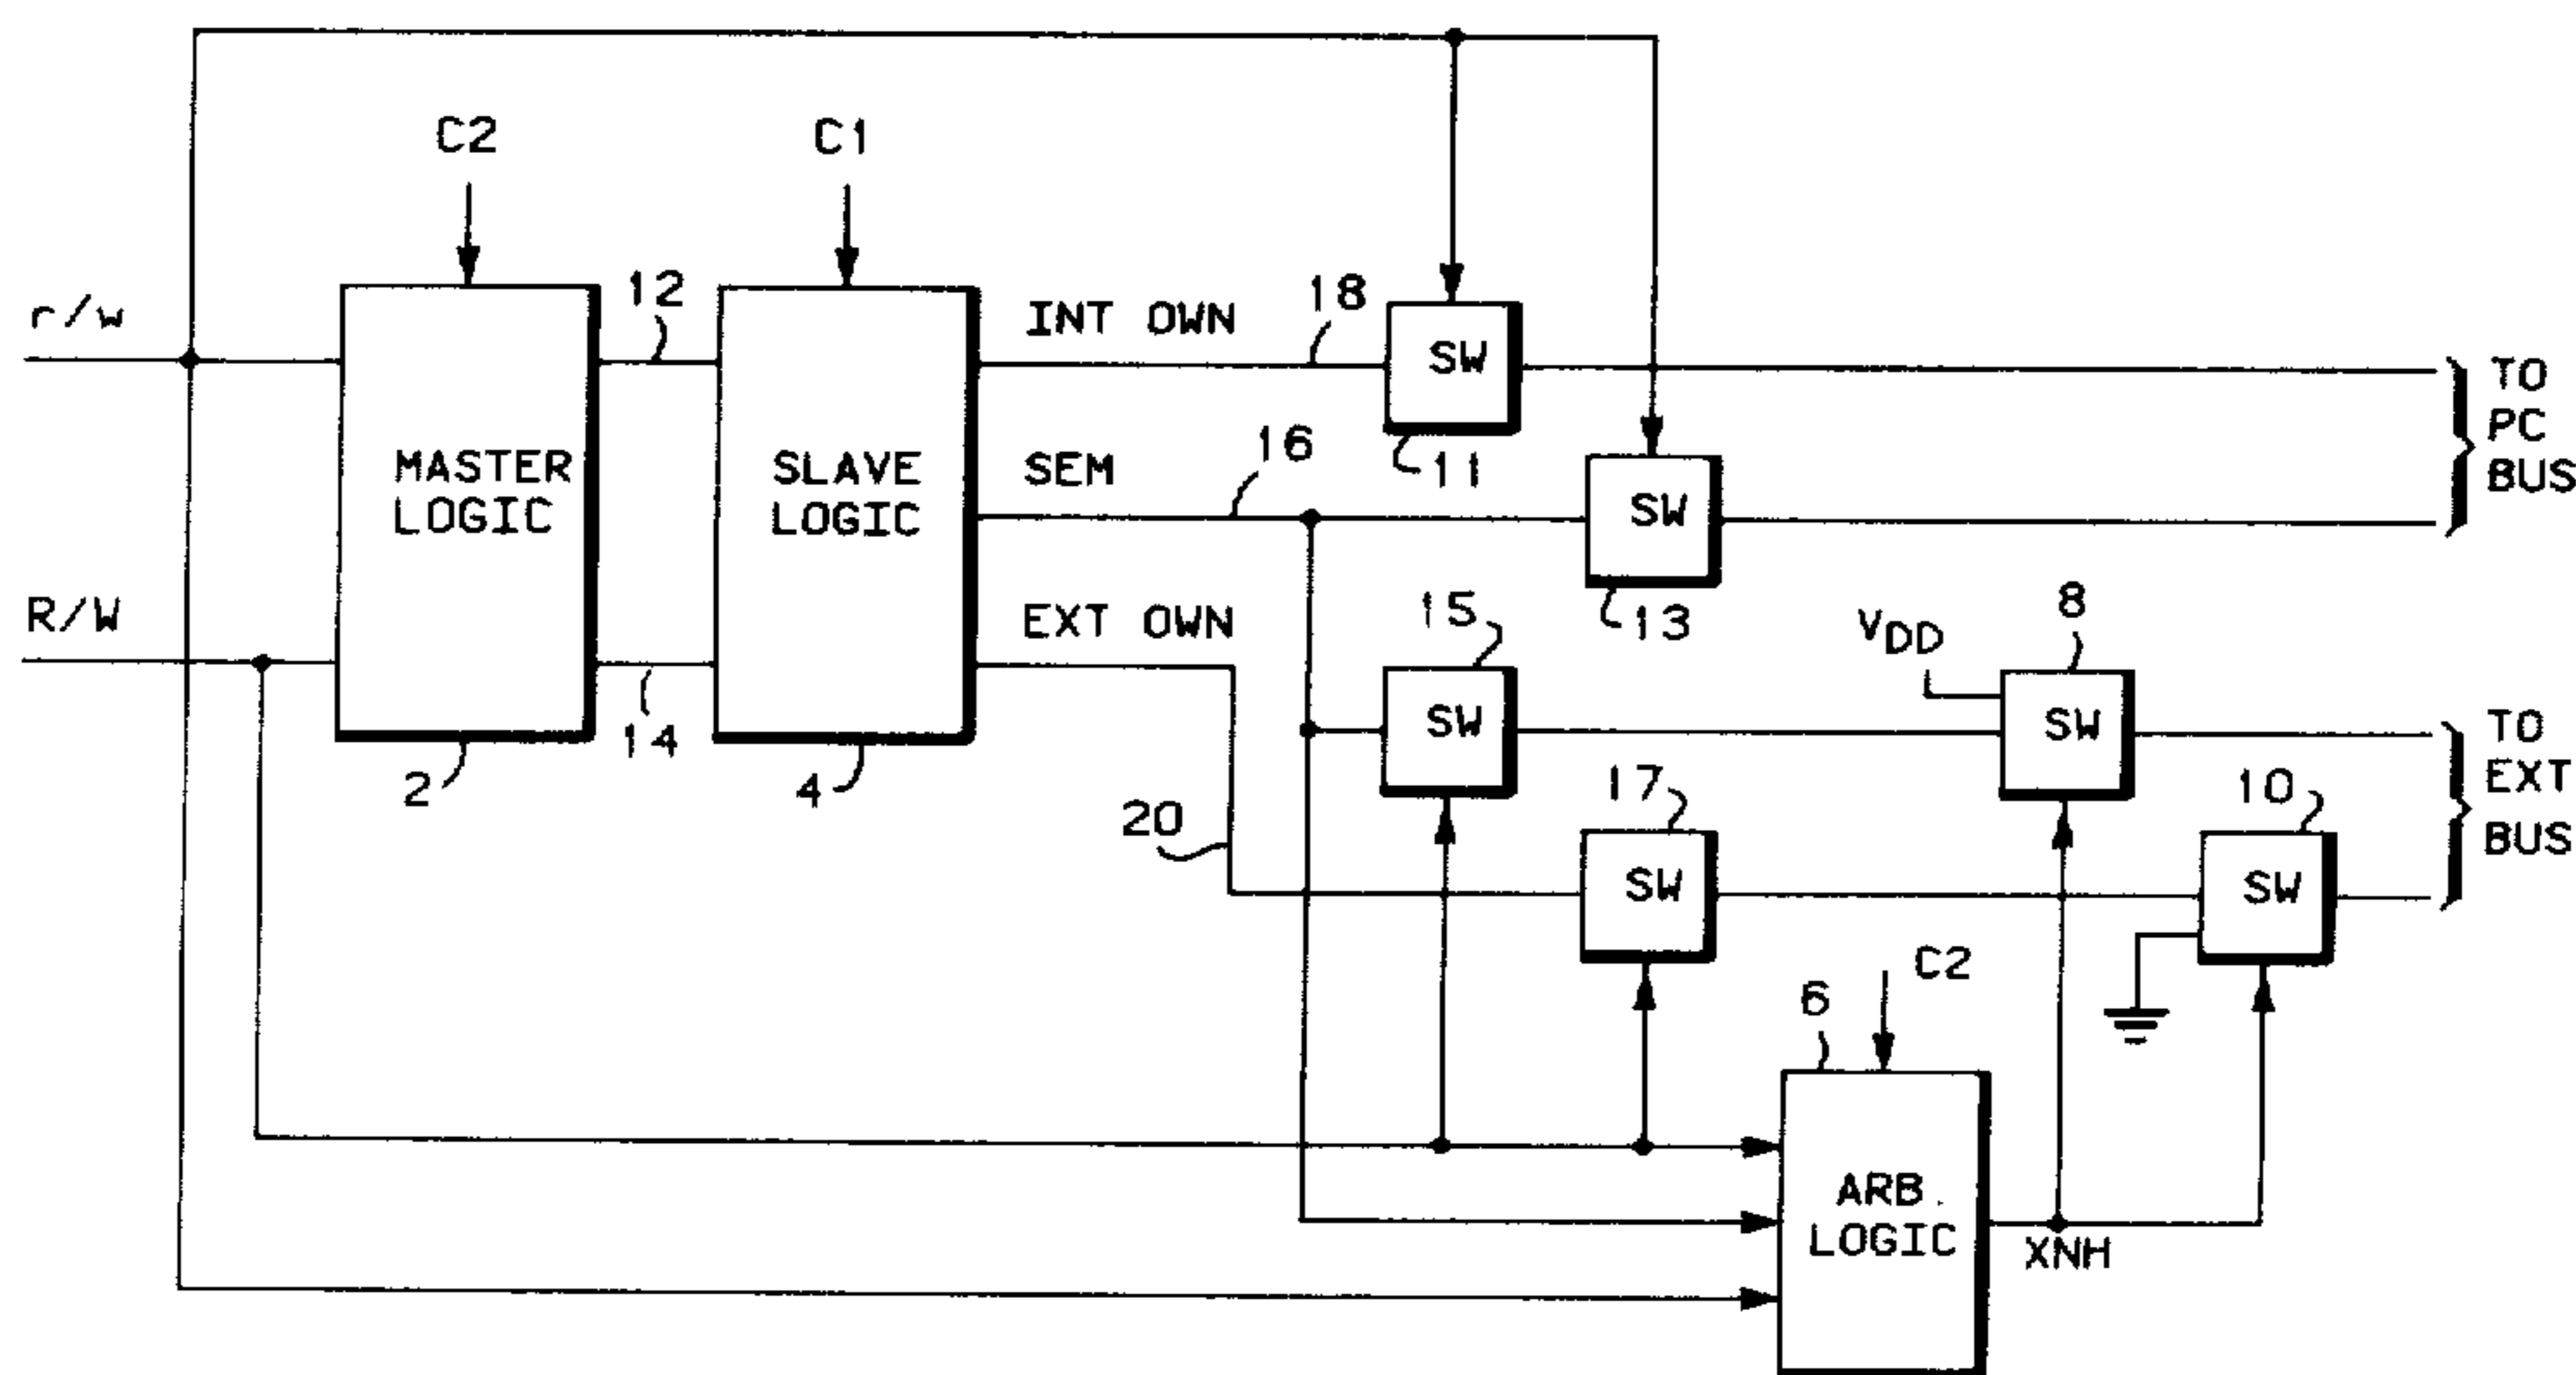 C2
C1
r/w
12
INT OWN
18
SW
TO
PC
BUS
MASTER
LOGIC
SLAVE
LOGIC
SEM
16
11
SW
13
R/W
EXT OWN
15
VDD
8
14
2
4
SW
SW
TO
EXT
BUS
20
17
10
SW
SW
C2
6
ARB.
LOGIC
XNH